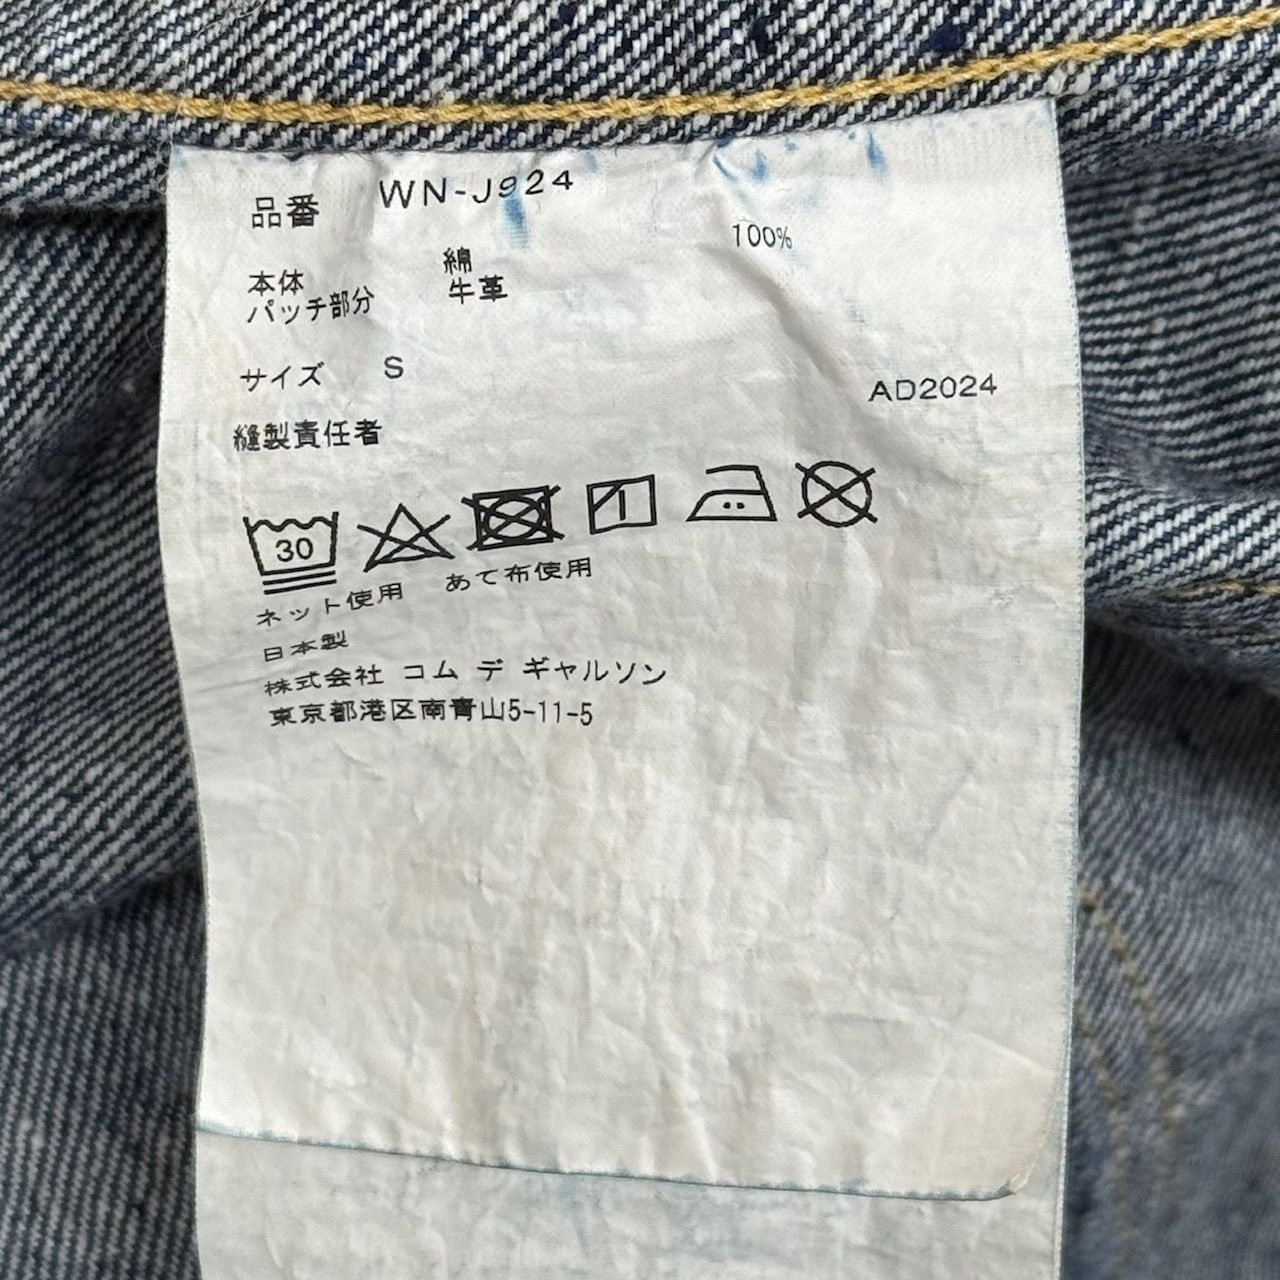 品番 WN-J924
本体 綿 100%
パッチ部分 牛革
サイズ S
AD2024
縫製責任者
30
ネット使用 あて布使用
日本製
株式会社 コム デ ギャルソン
東京都港区南青山5-11-5